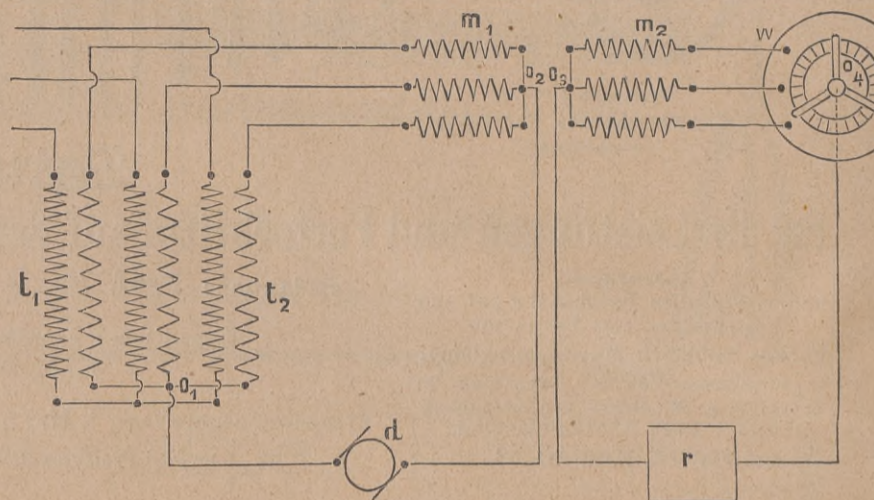 m₁
m₂
w
o₂
o₃
o₄
t₁
t₂
o₁
d
r